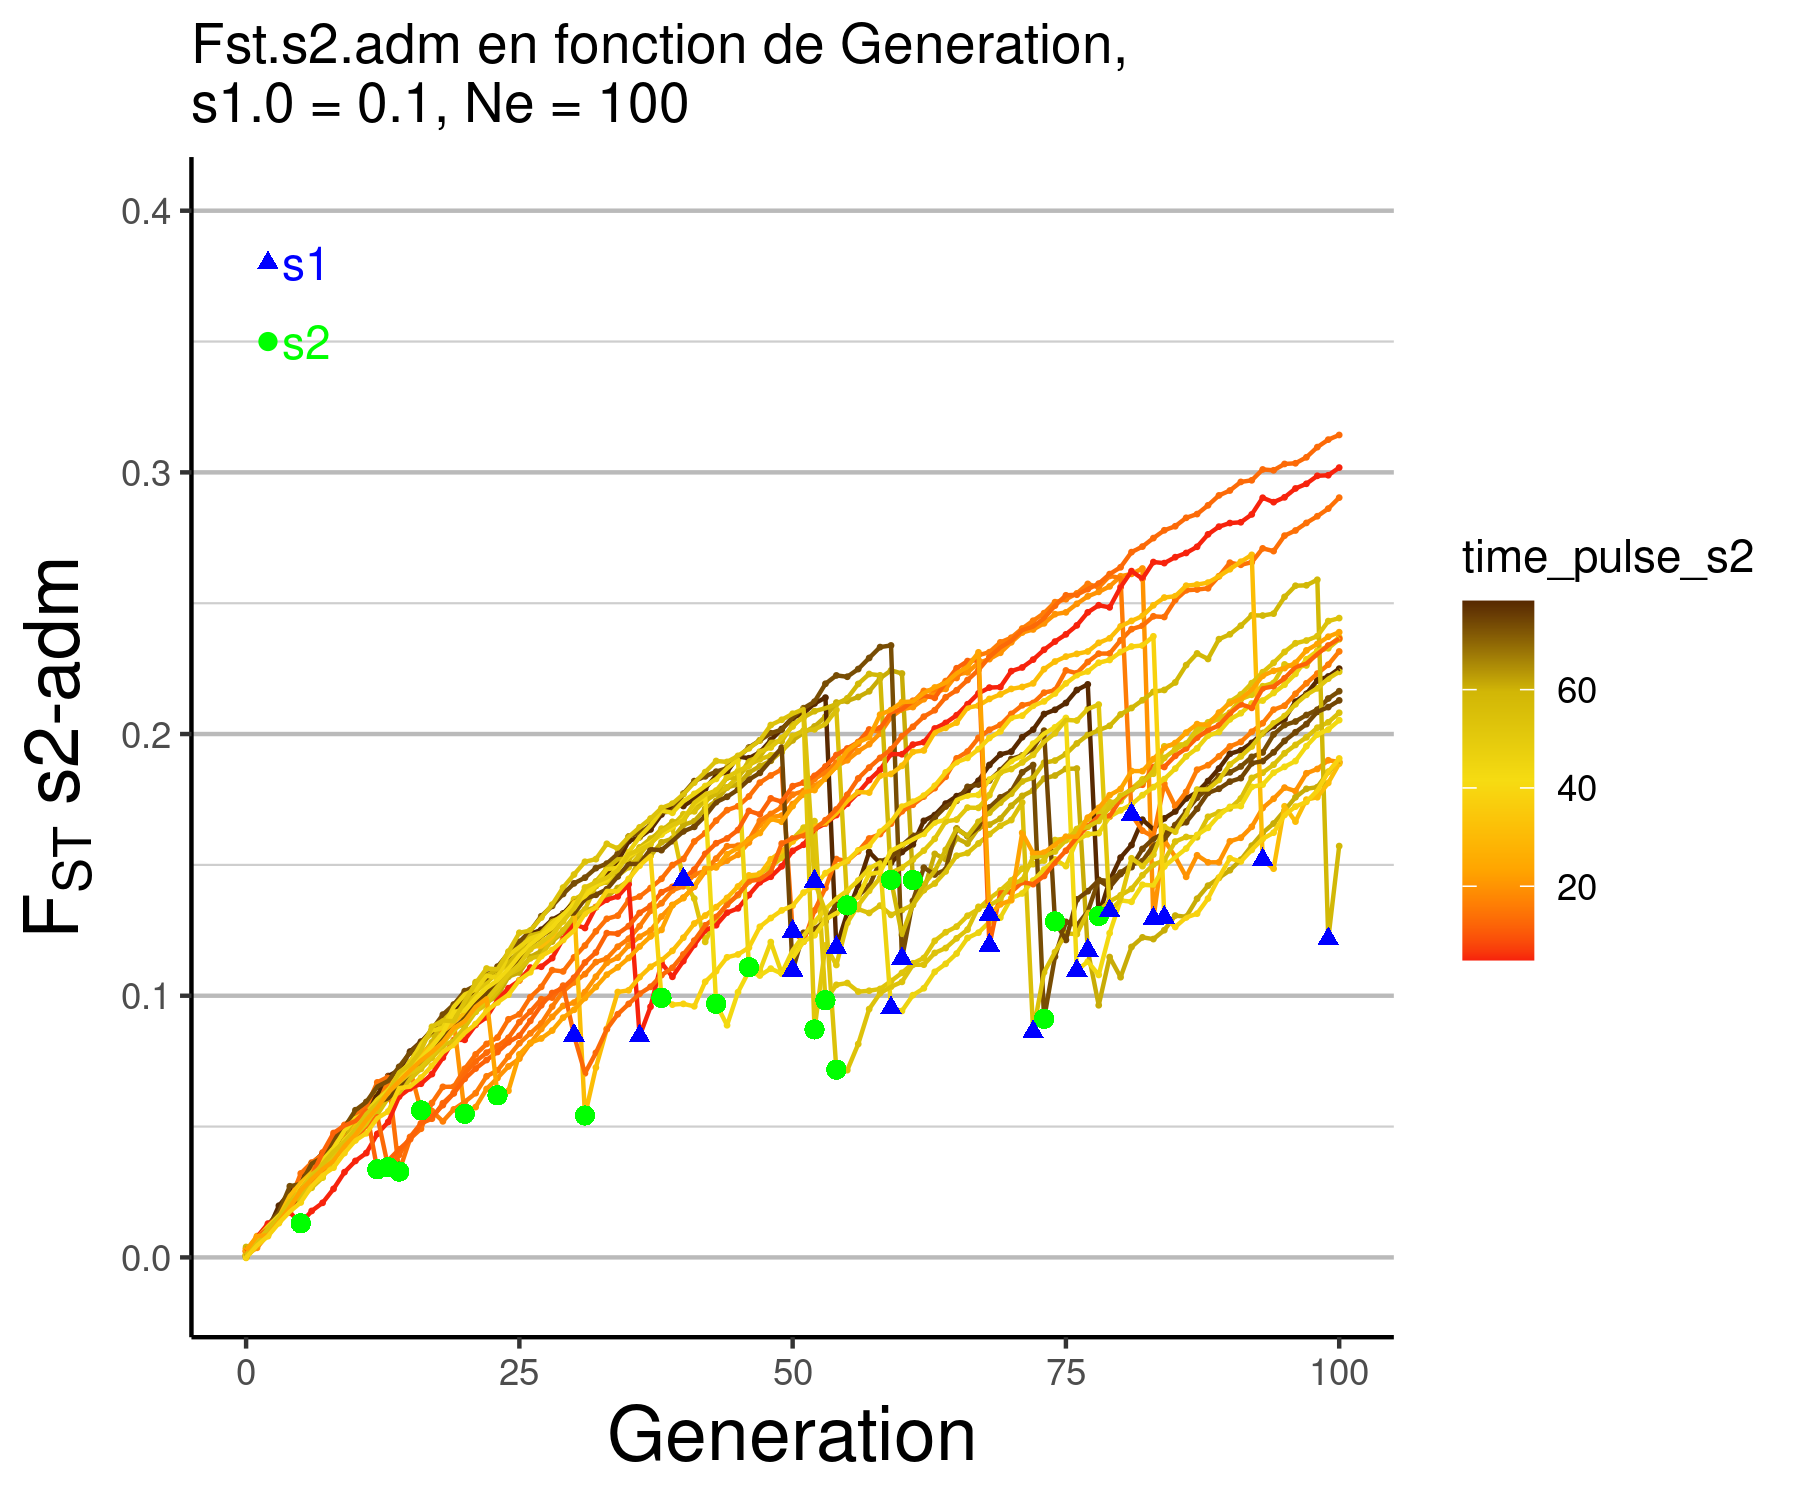 Fst.s2.adm en fonction de Generation,
s1.0 = 0.1, Ne = 100
0.4
s1
s2
0.3
0.2
0.1
0.0
FST s2-adm
0 25 50 75 100
Generation
time_pulse_s2
60
40
20